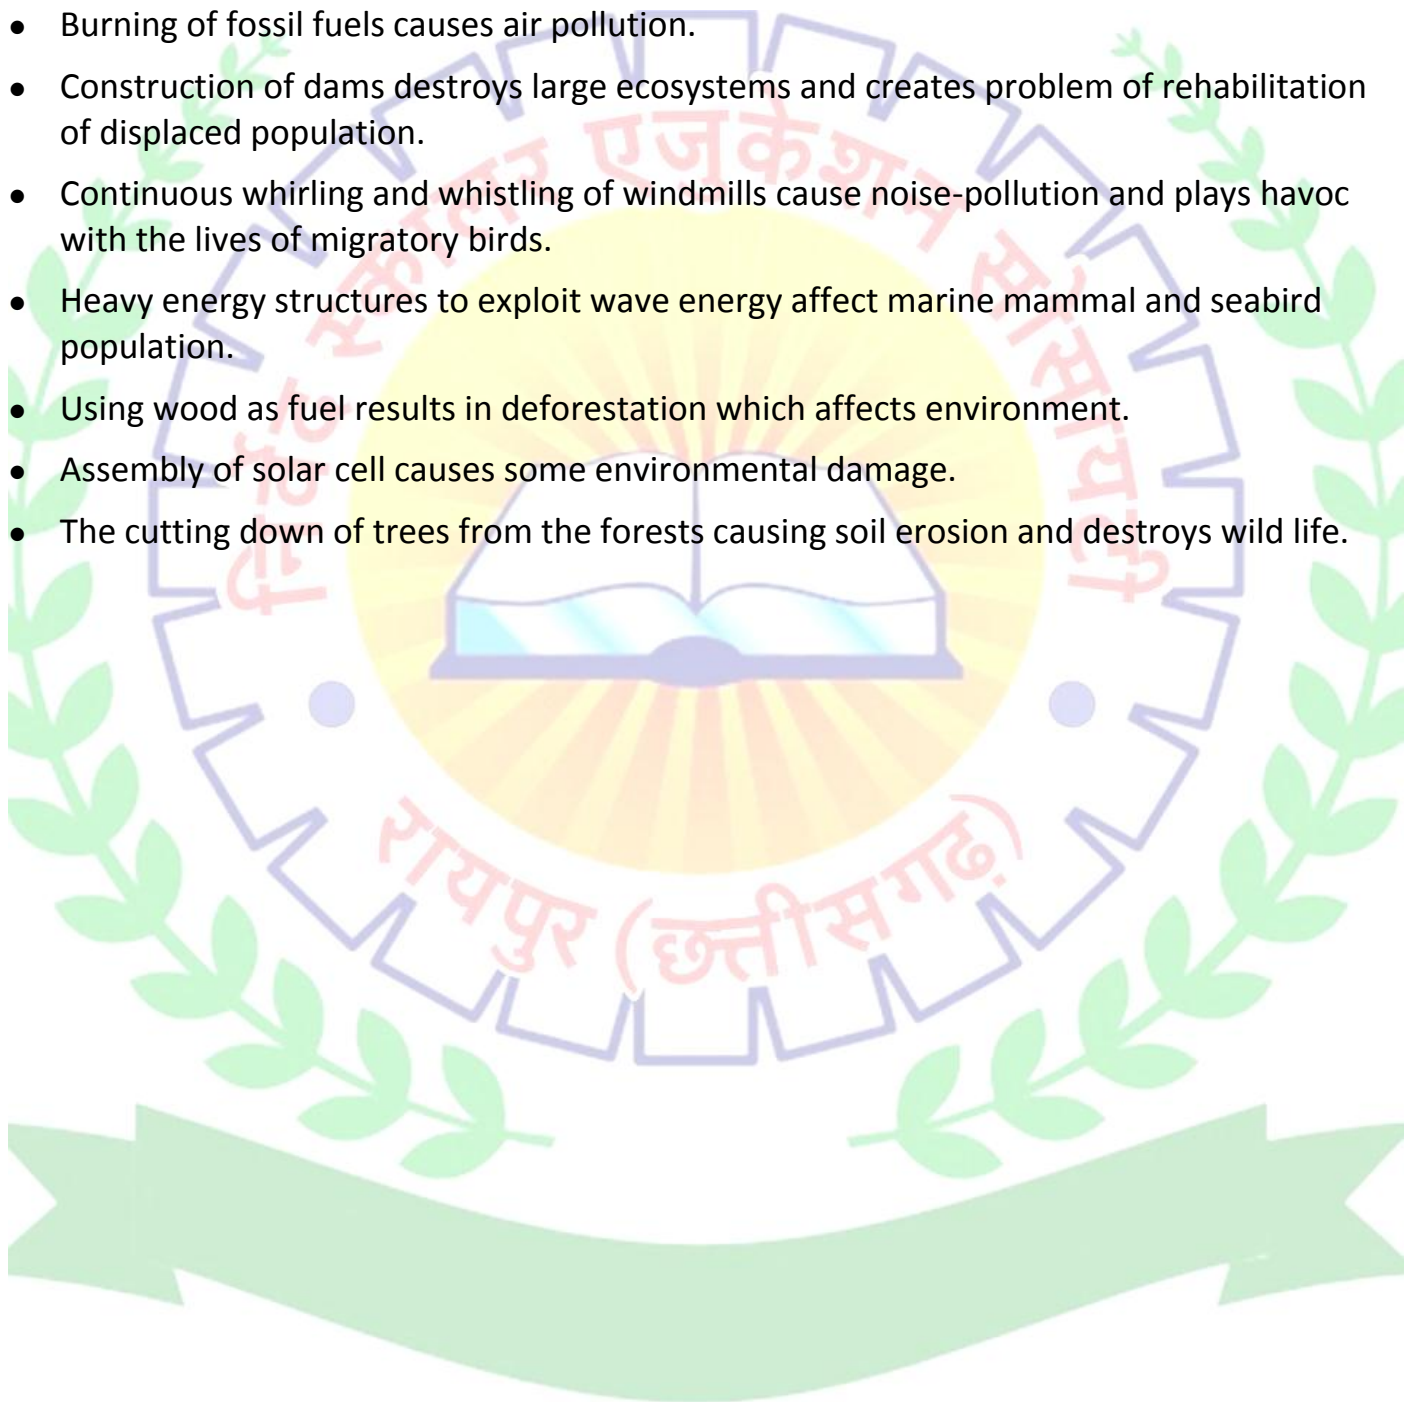 • Burning of fossil fuels causes air pollution.
• Construction of dams destroys large ecosystems and creates problem of rehabilitation
of displaced population.
• Continuous whirling and whistling of windmills cause noise-pollution and plays havoc
with the lives of migratory birds.
• Heavy energy structures to exploit wave energy affect marine mammal and seabird
population.
• Using wood as fuel results in deforestation which affects environment.
• Assembly of solar cell causes some environmental damage.
• The cutting down of trees from the forests causing soil erosion and destroys wild life.
स्कालर एजुकेशन सोसायटी
रायपुर (छत्तीसगढ़)